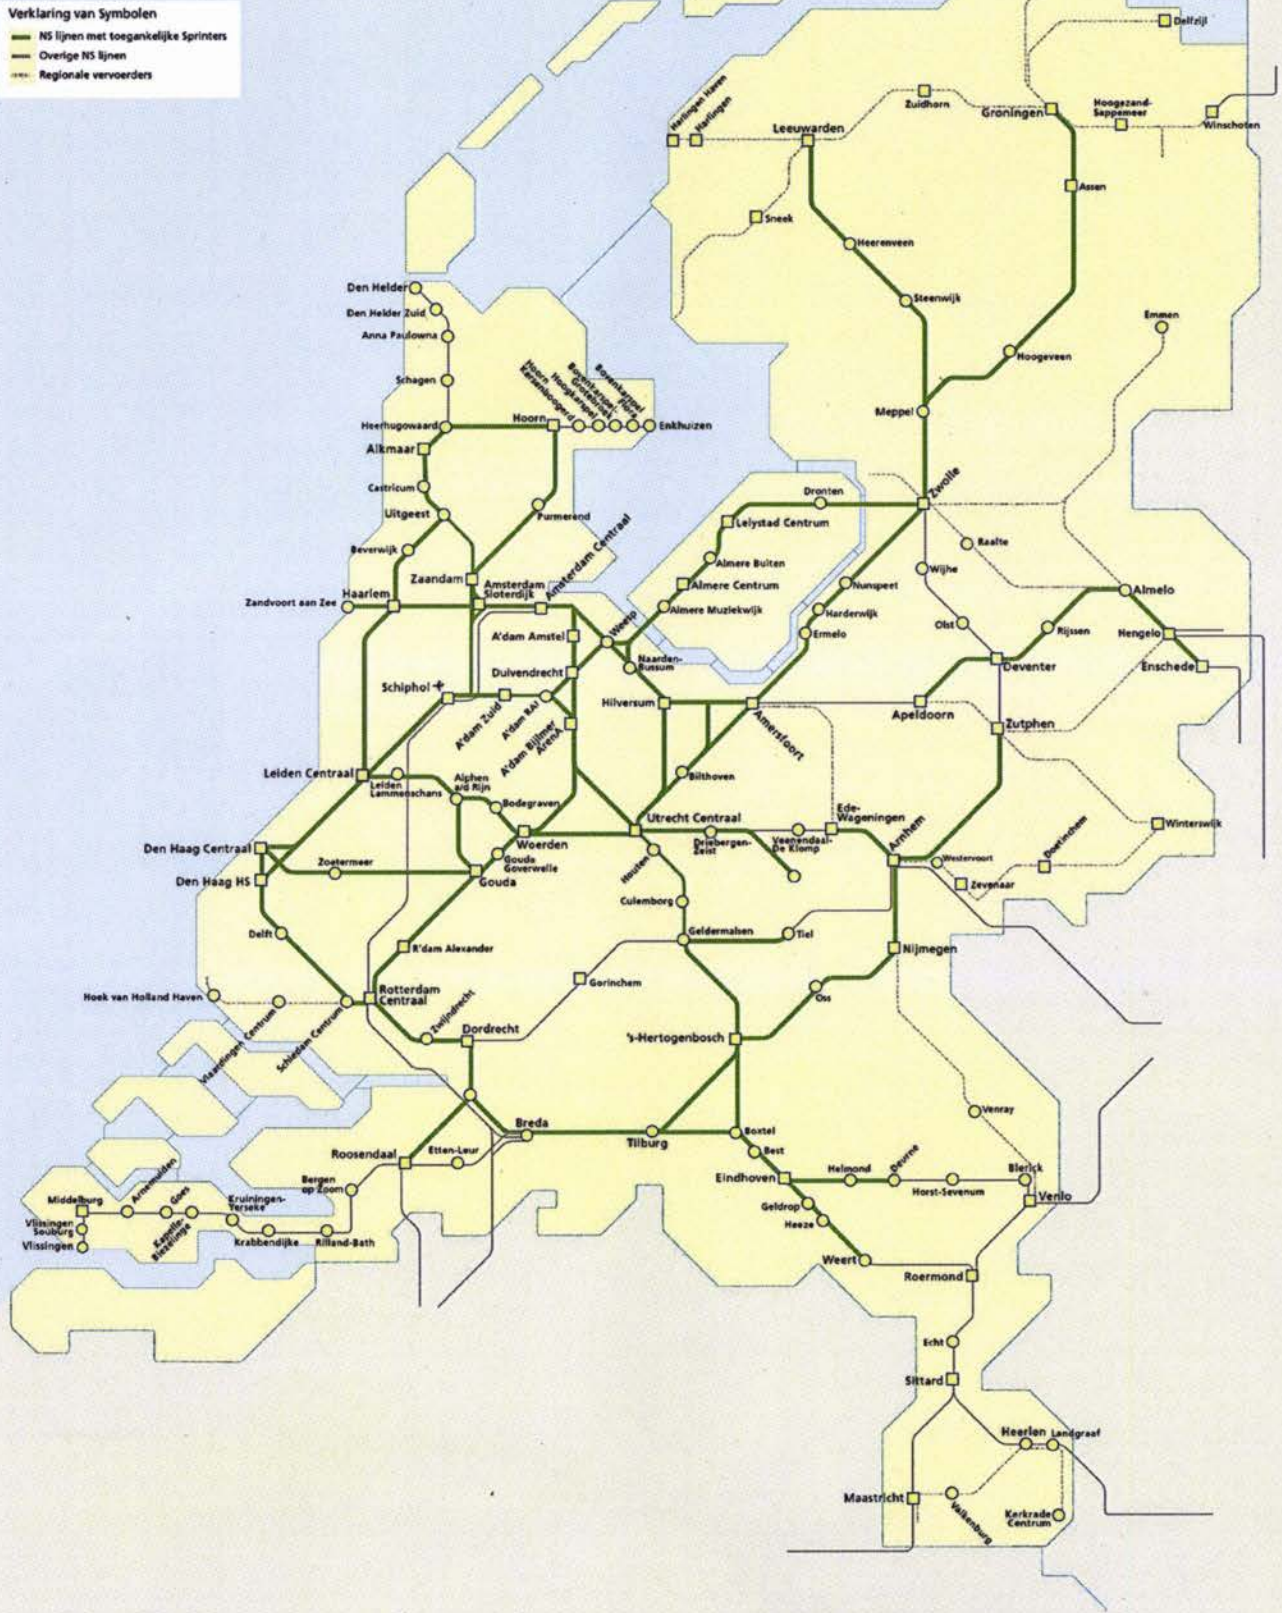 Verklaring van Symbolen
NS lijnen met toegankelijke Sprinters
Overige NS lijnen
Regionale vervoerders
Delfzijl
Harlingen Haven
Harlingen
Leeuwarden
Zuidhorn
Groningen
Hoogezand-
Sappemeer
Winschoten
Assen
Sneek
Heerenveen
Steenwijk
Den Helder
Den Helder Zuid
Anna Paulowna
Schagen
Emmen
Hoogeveen
Meppel
Heerhugowaard
Hoorn
Hoorn
Kersenboogerd
Hoogkarspel
Bovenkarspel-
Grootebroek
Bovenkarspel
Flora
Enkhuizen
Alkmaar
Castricum
Uitgeest
Purmerend
Beverwijk
Zaandam
Amsterdam
Sloterdijk
Amsterdam Centraal
Zandvoort aan Zee
Haarlem
Dronten
Lelystad Centrum
Almere Buiten
Almere Centrum
Almere Muziekwijk
Zwolle
Raalte
Wijhe
Nunspeet
Harderwijk
Ermelo
Olst
Almelo
Rijssen
Hengelo
Enschede
Deventer
Weesp
A'dam Amstel
Naarden-
Bussum
Duivendrecht
Schiphol
A'dam Zuid
A'dam RAI
A'dam Bijlmer
ArenA
Hilversum
Amersfoort
Apeldoorn
Zutphen
Leiden Centraal
Leiden
Lammenschans
Alphen
a/d Rijn
Bodegraven
Bilthoven
Utrecht Centraal
Woerden
Driebergen-
Zeist
Veenendaal-
De Klomp
Ede-
Wageningen
Arnhem
Winterswijk
Doetinchem
Westervoort
Zevenaar
Den Haag Centraal
Den Haag HS
Zoetermeer
Gouda
Goverwelle
Gouda
Houten
Culemborg
Geldermalsen
Tiel
Nijmegen
Delft
R'dam Alexander
Gorinchem
Oss
Hoek van Holland Haven
Vlaardingen Centrum
Schiedam Centrum
Rotterdam
Centraal
Zwijndrecht
Dordrecht
's-Hertogenbosch
Venray
Breda
Tilburg
Boxtel
Best
Roosendaal
Etten-Leur
Eindhoven
Helmond
Deurne
Horst-Sevenum
Blerick
Venlo
Bergen
op Zoom
Middelburg
Arnemuiden
Goes
Kruiningen-
Yerseke
Vlissingen
Souburg
Vlissingen
Kapelle-
Biezelinge
Krabbendijke
Rilland-Bath
Geldrop
Heeze
Weert
Roermond
Echt
Sittard
Heerlen
Landgraaf
Maastricht
Valkenburg
Kerkrade
Centrum